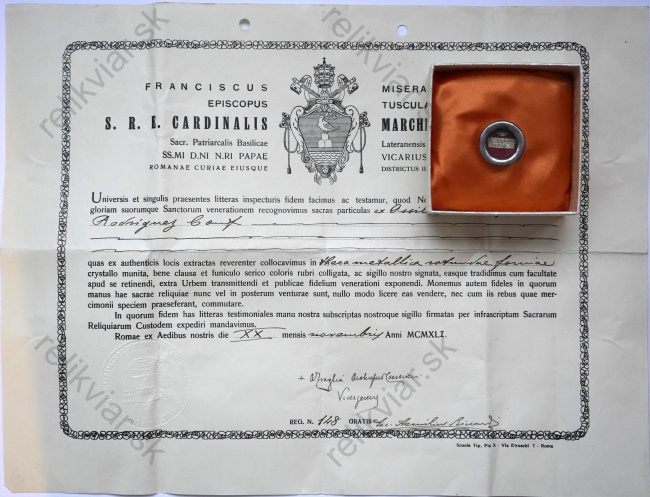 FRANCISCUS MISERA
EPISCOPUS TUSCULA
S. R. E. CARDINALIS MARCH
Sacr. Patriarcalis Basilicae Lateranensis
SS.MI D.NI N.RI PAPAE VICARIUS
ROMANAE CURIAE EIUSQUE DISTRICTUS
Universis et singulis praesentes litteras inspecturis fidem facimus ac testamur, quod
gloriam suorumque Sanctorum venerationem recognovimus sacras particulas ex Ossi
Rodriguez Conf
quas ex authenticis locis extractas reverenter collocavimus in theca metallica rotundae formae
crystallo munita, bene clausa et funiculo serico coloris rubri colligata, ac sigillo nostro signata, easque tradidimus cum facultate
apud se retinendi, extra Urbem transmittendi et publicae fidelium venerationi exponendi. Monemus autem fideles in quorum
manus hae sacrae reliquiae nunc vel in posterum venturae sunt, nullo modo licere eas vendere, nec cum iis rebus quae mer-
cimonii speciem praeseferant, commutare.
In quorum fidem has litteras testimoniales manu nostra subscriptas nostroque sigillo firmatas per infrascriptum Sacrarum
Reliquiarum Custodem expediri mandavimus.
Romae ex Aedibus nostris die XX mensis novembris Anni MCMXLI.
Vicesgerens
REG. N. 148 GRATIS
Scuola Tip. Pio X - Via Etruschi 7 - Roma
relikviar.sk
relikviar.sk
relikviar.sk
relikviar.sk
relikviar.sk